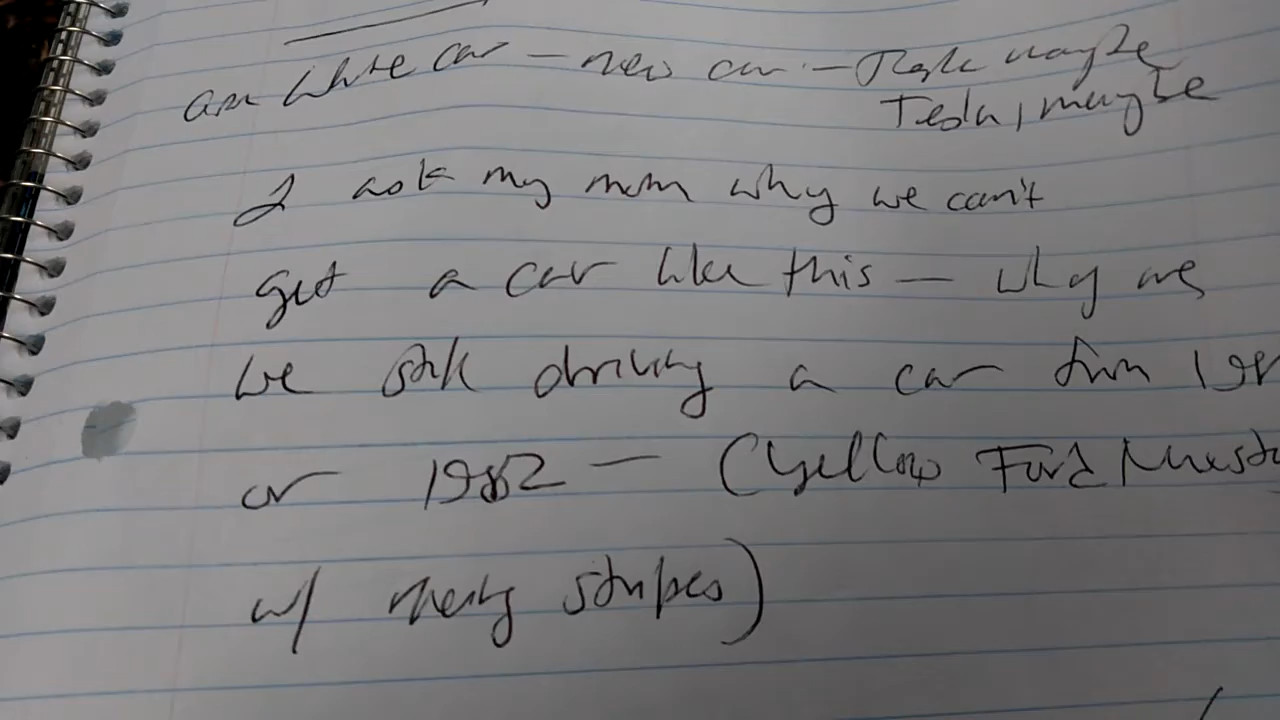 a white car – new car – Tesla maybe
Tesla, maybe
I ask my mom why we can't
get a car like this — why are
we still driving a car from 198
or 1982 — (Yellow Ford Musta
w/ racing stripes)